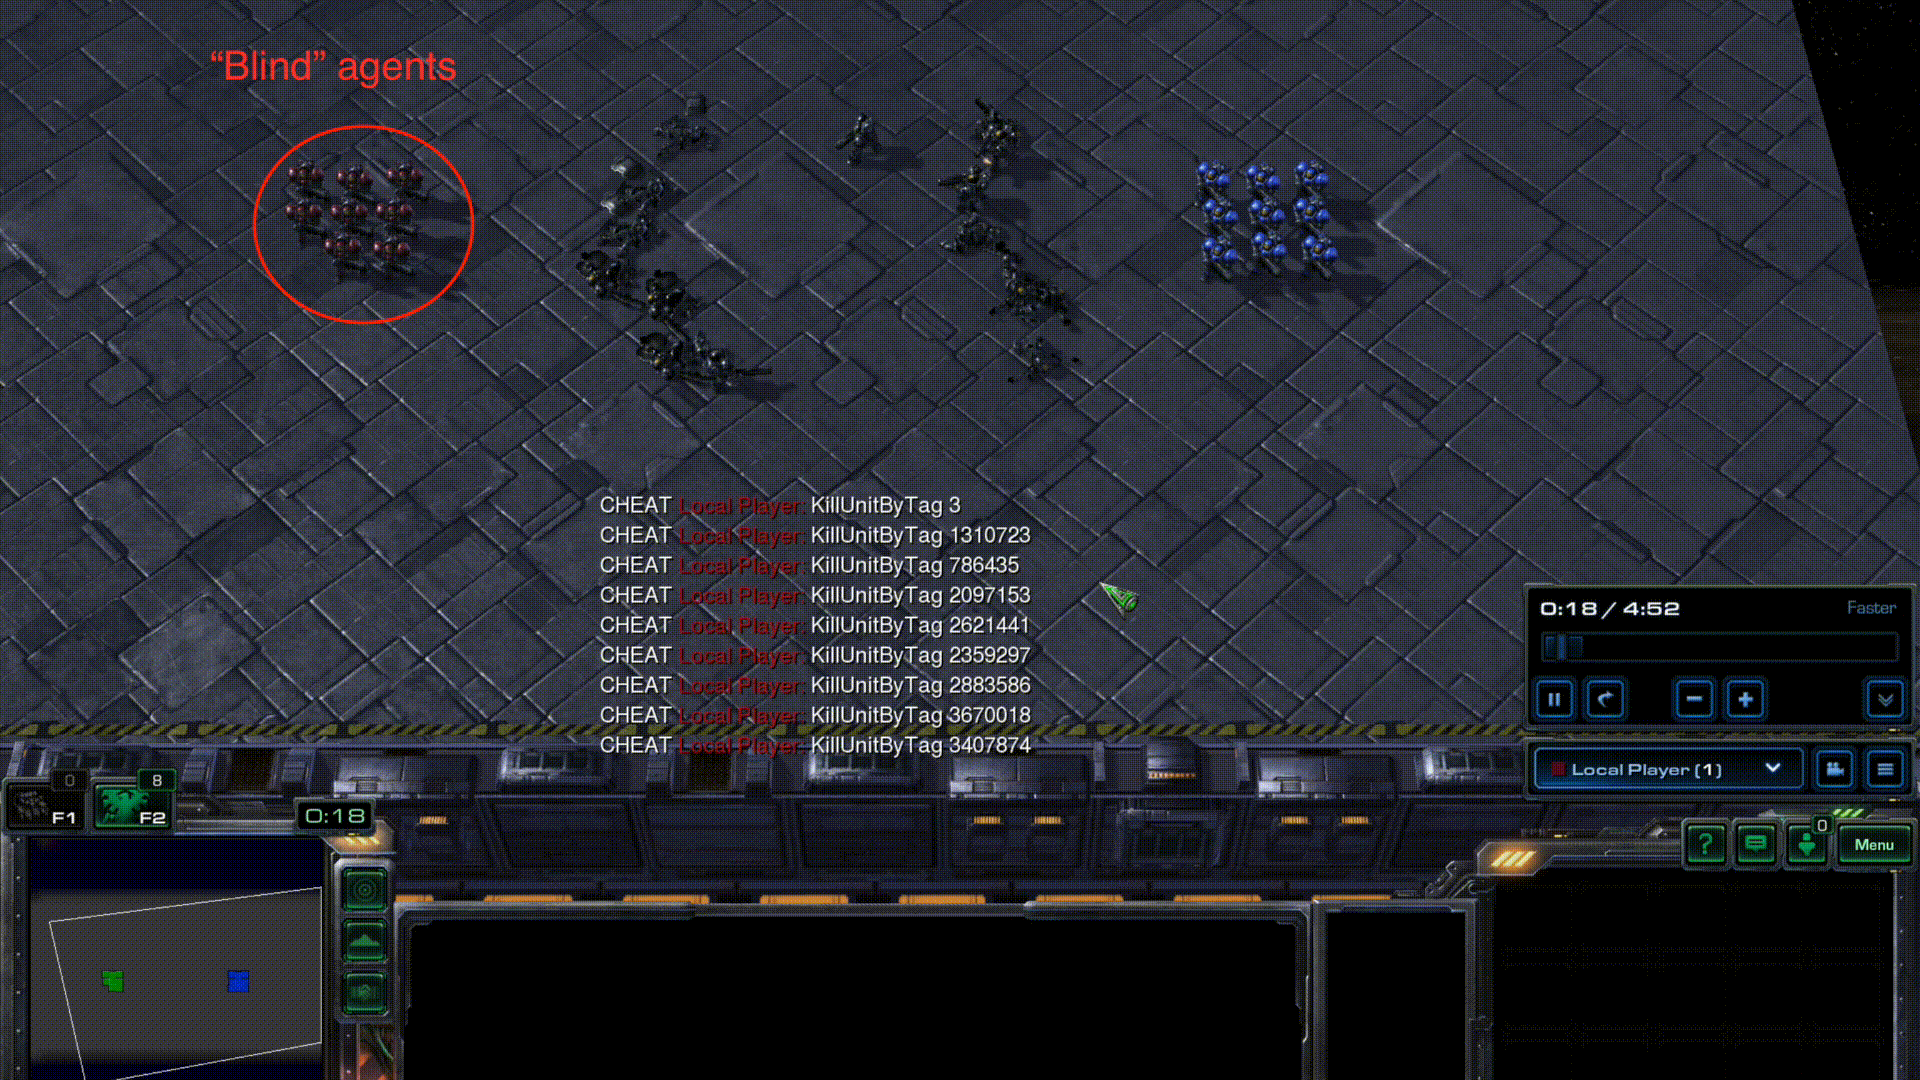 “Blind” agents
CHEAT Local Player: KillUnitByTag 3
CHEAT Local Player: KillUnitByTag 1310723
CHEAT Local Player: KillUnitByTag 786435
CHEAT Local Player: KillUnitByTag 2097153
CHEAT Local Player: KillUnitByTag 2621441
CHEAT Local Player: KillUnitByTag 2359297
CHEAT Local Player: KillUnitByTag 2883586
CHEAT Local Player: KillUnitByTag 3670018
CHEAT Local Player: KillUnitByTag 3407874
0:18 / 4:52 Faster
Local Player (1)
0 8
F1 F2
0:18
0
? Menu